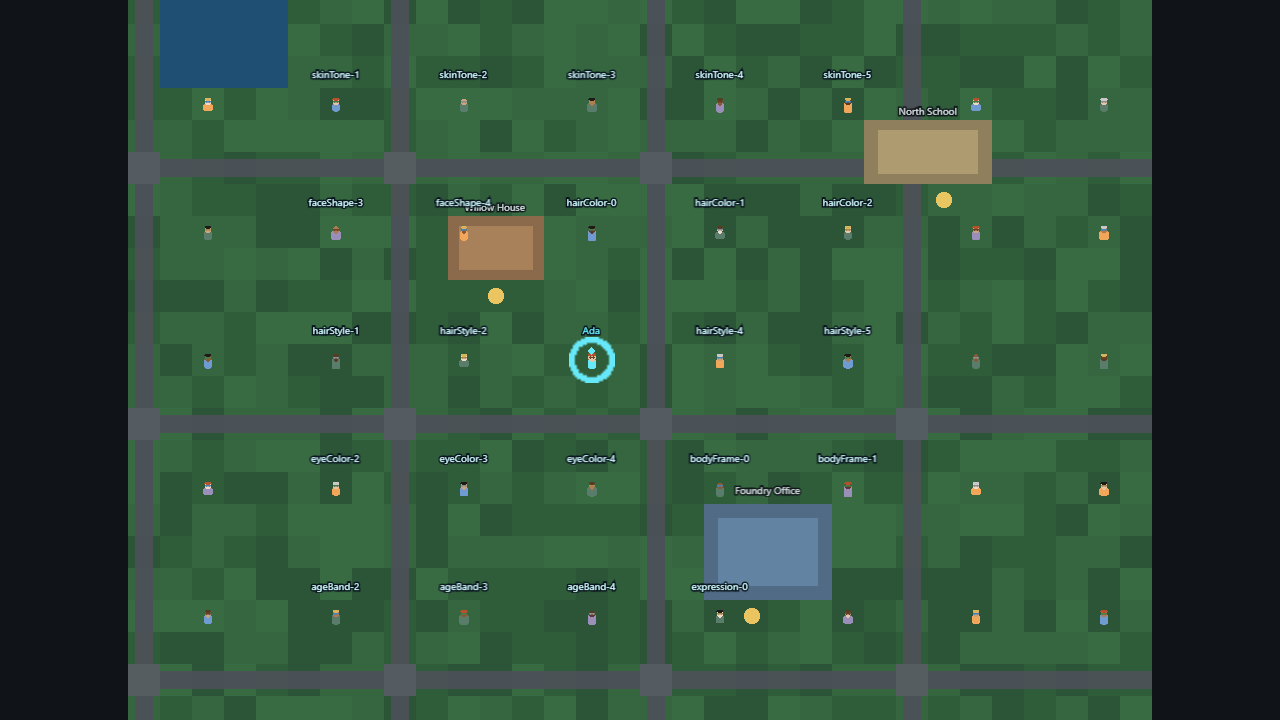 skinTone-1
skinTone-2
skinTone-3
skinTone-4
skinTone-5
North School
faceShape-3
faceShape-4
Willow House
hairColor-0
hairColor-1
hairColor-2
hairStyle-1
hairStyle-2
Ada
hairStyle-4
hairStyle-5
eyeColor-2
eyeColor-3
eyeColor-4
bodyFrame-0
bodyFrame-1
Foundry Office
ageBand-2
ageBand-3
ageBand-4
expression-0